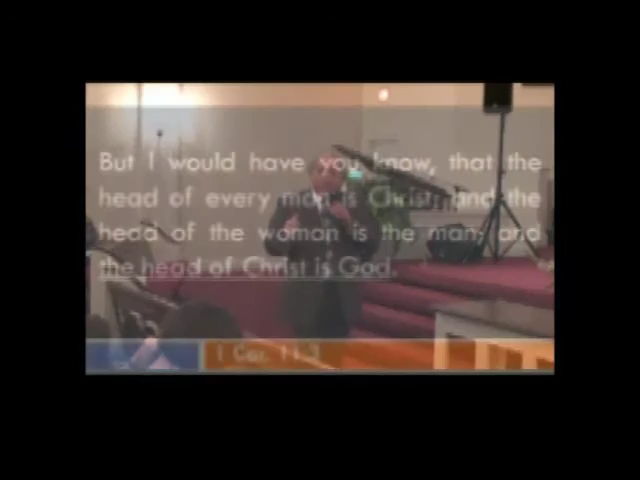 But I would have you know, that the
head of every man is Christ; and the
head of the woman is the man; and
the head of Christ is God.
1 Cor. 11:3